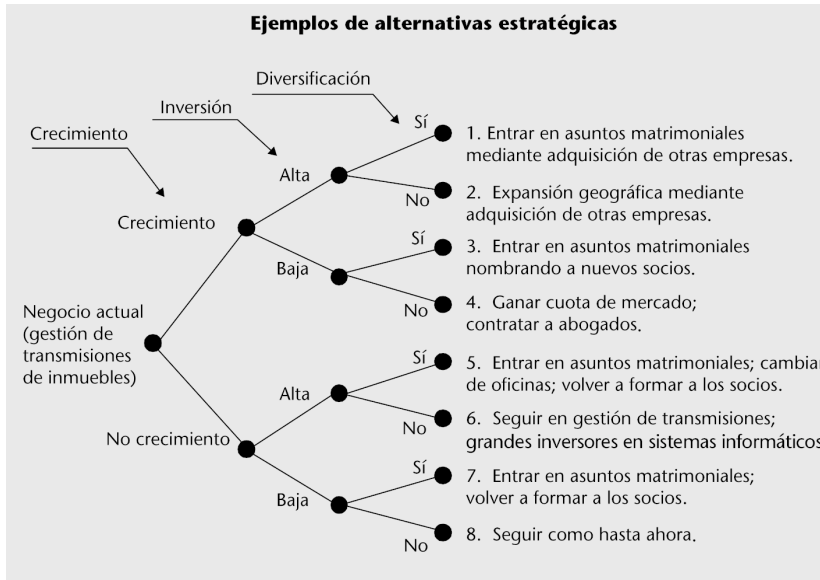 Ejemplos de alternativas estratégicas
Diversificación
Inversión
Crecimiento
Sí
1. Entrar en asuntos matrimoniales
mediante adquisición de otras empresas.
Alta
No
2. Expansión geográfica mediante
adquisición de otras empresas.
Crecimiento
Sí
3. Entrar en asuntos matrimoniales
nombrando a nuevos socios.
Baja
No
4. Ganar cuota de mercado;
contratar a abogados.
Negocio actual
(gestión de
transmisiones
de inmuebles)
Sí
5. Entrar en asuntos matrimoniales; cambiar
de oficinas; volver a formar a los socios.
Alta
No
6. Seguir en gestión de transmisiones;
grandes inversores en sistemas informáticos
No crecimiento
Sí
7. Entrar en asuntos matrimoniales;
volver a formar a los socios.
Baja
No
8. Seguir como hasta ahora.